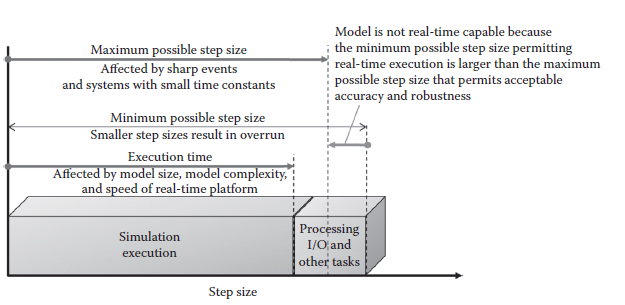 Model is not real-time capable because
the minimum possible step size permitting
real-time execution is larger than the maximum
possible step size that permits acceptable
accuracy and robustness
Maximum possible step size
Affected by sharp events
and systems with small time constants
Minimum possible step size
Smaller step sizes result in overrun
Execution time
Affected by model size, model complexity,
and speed of real-time platform
Simulation
execution
Processing
I/O and
other tasks
Step size